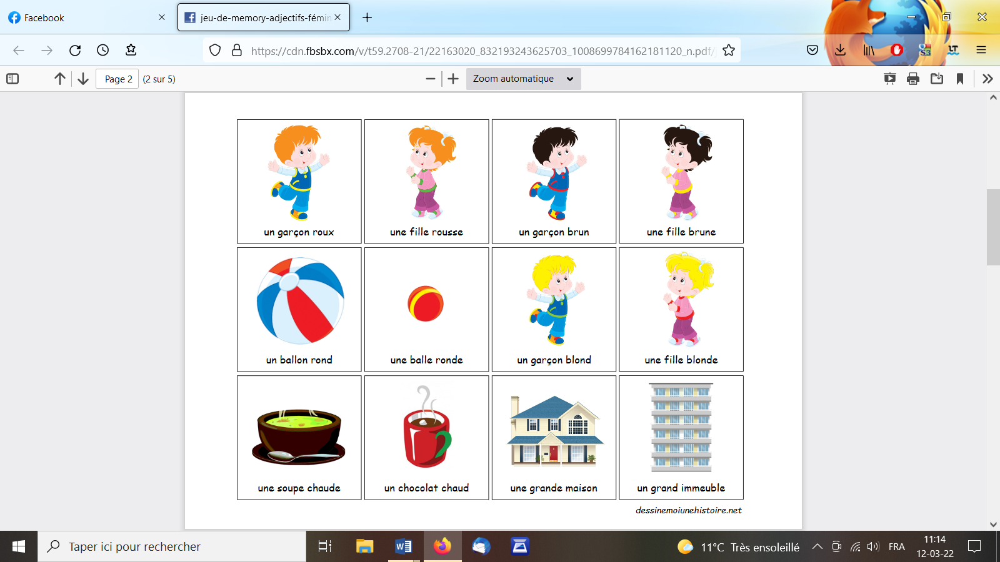 Facebook
jeu-de-memory-adjectifs-fémin
https://cdn.fbsbx.com/v/t59.2708-21/22163020_832193243625703_1008699784162181120_n.pdf/
Page 2 (2 sur 5)
Zoom automatique
un garçon roux
une fille rousse
un garçon brun
une fille brune
un ballon rond
une balle ronde
un garçon blond
une fille blonde
une soupe chaude
un chocolat chaud
une grande maison
un grand immeuble
dessinemoiunehistoire.net
Taper ici pour rechercher
11°C Très ensoleillé
FRA
11:14
12-03-22